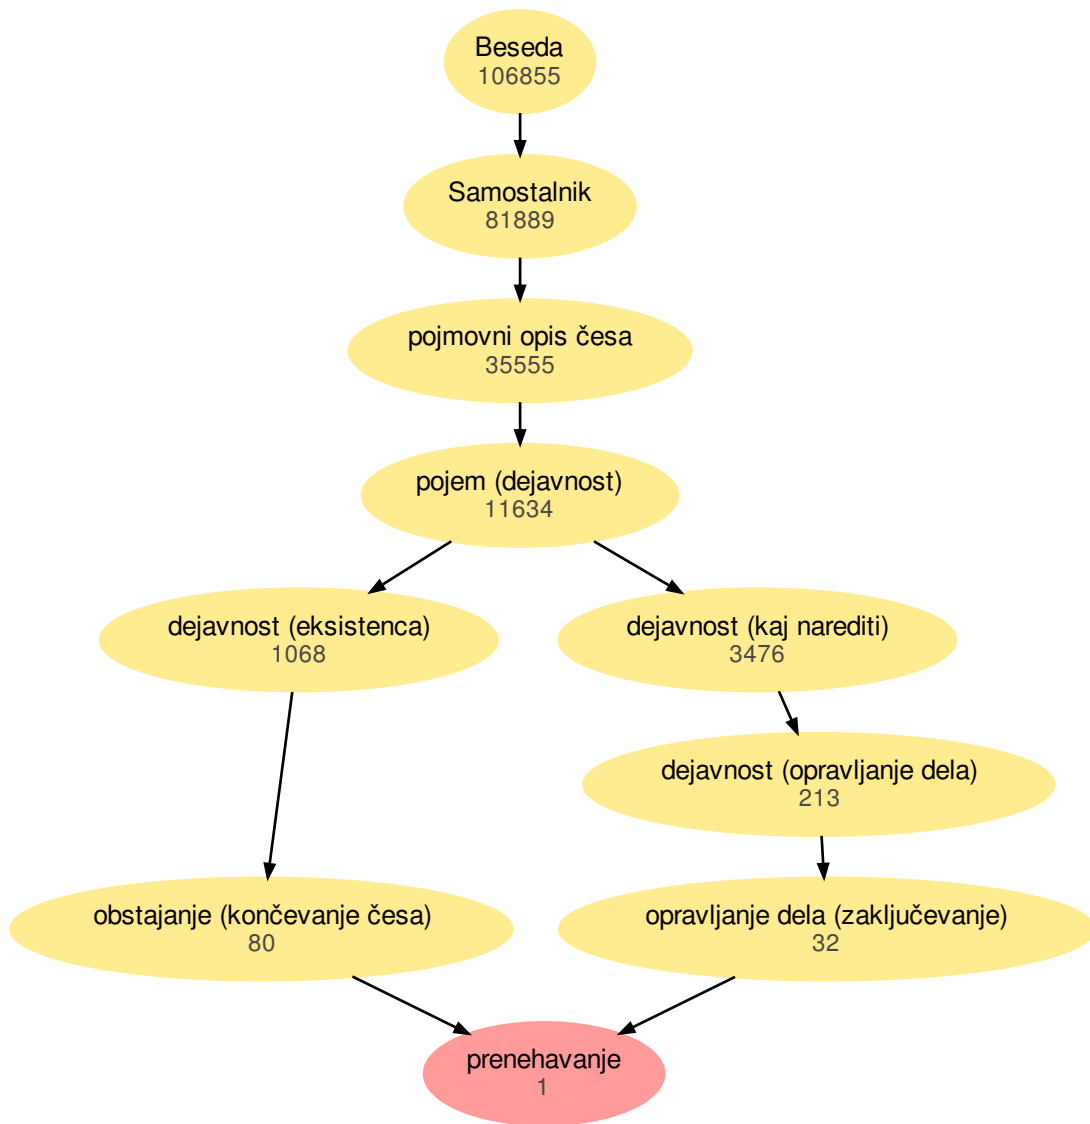 Beseda
106855
Samostalnik
81889
pojmovni opis česa
35555
pojem (dejavnost)
11634
dejavnost (eksistenca)
1068
dejavnost (kaj narediti)
3476
dejavnost (opravljanje dela)
213
obstajanje (končevanje česa)
80
opravljanje dela (zaključevanje)
32
prenehavanje
1